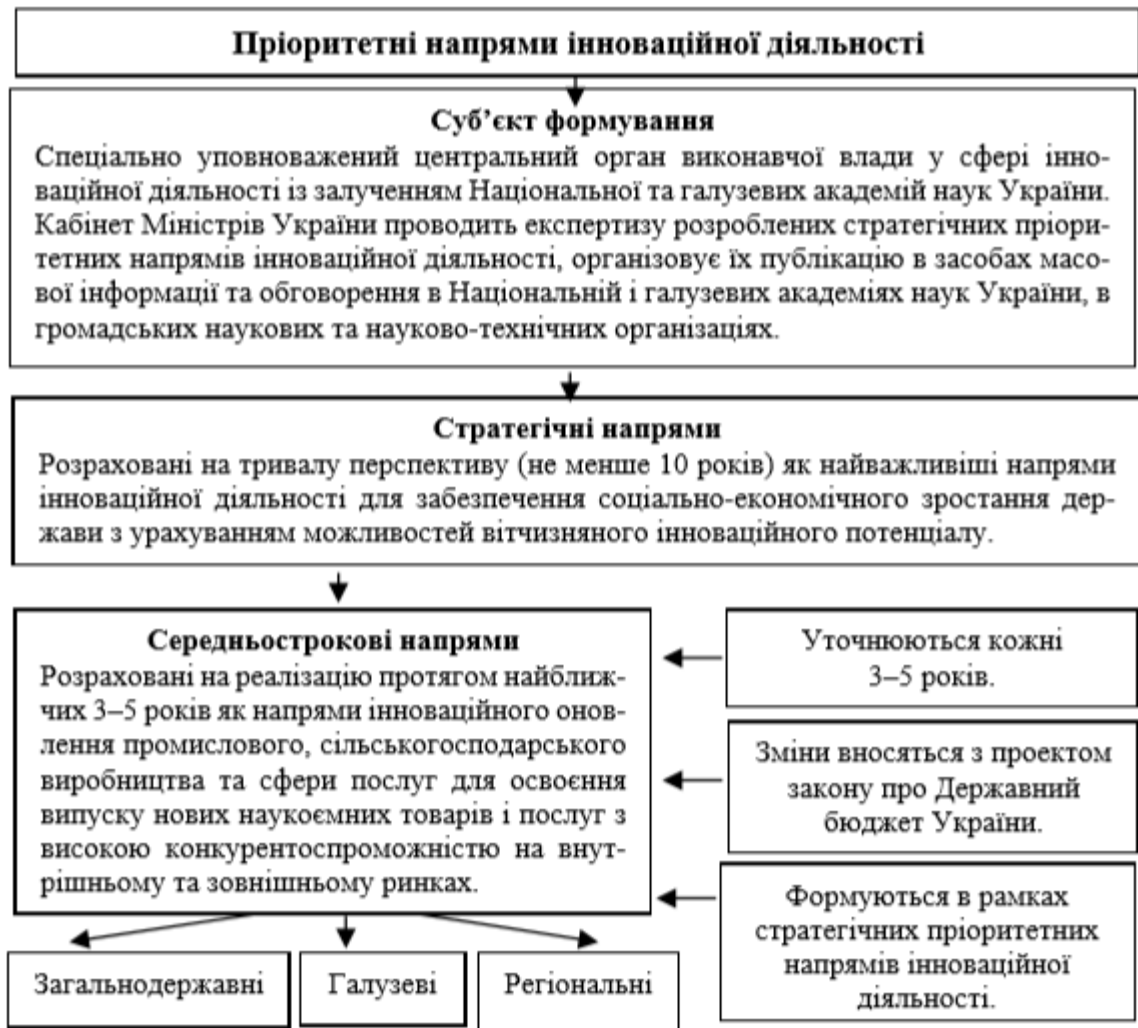 Пріоритетні напрями інноваційної діяльності
Суб’єкт формування
Спеціально уповноважений центральний орган виконавчої влади у сфері інно-
ваційної діяльності із залученням Національної та галузевих академій наук України.
Кабінет Міністрів України проводить експертизу розроблених стратегічних пріори-
тетних напрямів інноваційної діяльності, організовує їх публікацію в засобах масо-
вої інформації та обговорення в Національній і галузевих академіях наук України, в
громадських наукових та науково-технічних організаціях.
Стратегічні напрями
Розраховані на тривалу перспективу (не менше 10 років) як найважливіші напрями
інноваційної діяльності для забезпечення соціально-економічного зростання дер-
жави з урахуванням можливостей вітчизняного інноваційного потенціалу.
Середньострокові напрями
Розраховані на реалізацію протягом найближ-
чих 3–5 років як напрями інноваційного онов-
лення промислового, сільськогосподарського
виробництва та сфери послуг для освоєння
випуску нових наукоємних товарів і послуг з
високою конкурентоспроможністю на внут-
рішньому та зовнішньому ринках.
Уточнюються кожні
3–5 років.
Зміни вносяться з проектом
закону про Державний
бюджет України.
Формуються в рамках
стратегічних пріоритетних
напрямів інноваційної
діяльності.
Загальнодержавні
Галузеві
Регіональні